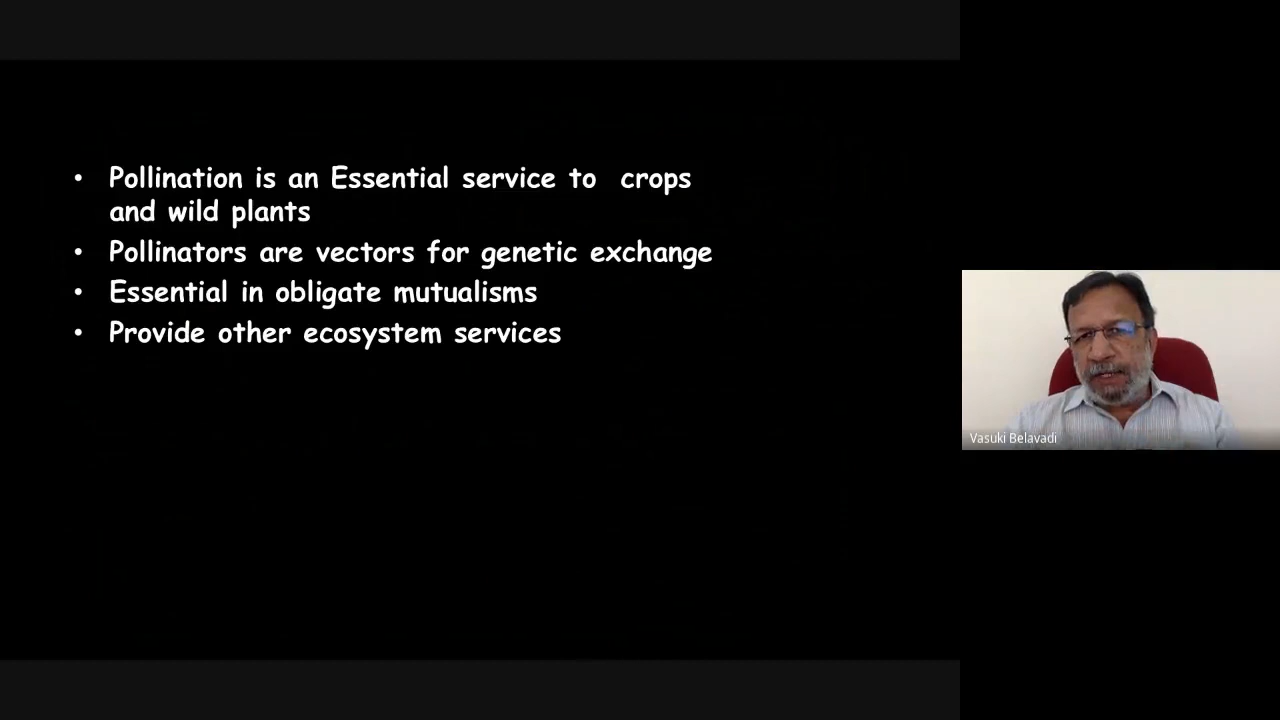 • Pollination is an Essential service to crops
and wild plants
• Pollinators are vectors for genetic exchange
• Essential in obligate mutualisms
• Provide other ecosystem services
Vasuki Belavadi